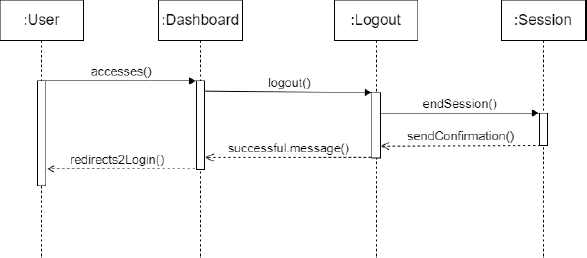 :User
:Dashboard
:Logout
:Session
accesses()
logout()
endSession()
sendConfirmation()
successful.message()
redirects2Login()